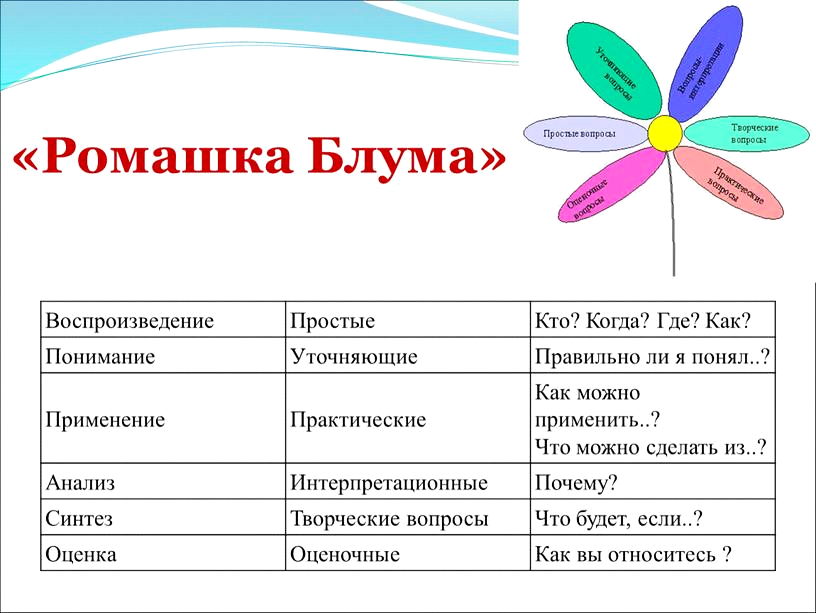 «Ромашка Блума»
Уточняющие
вопросы
Вопросы-
интерпретации
Простые вопросы
Творческие
вопросы
Оценочные
вопросы
Практические
вопросы
Воспроизведение Простые Кто? Когда? Где? Как?
Понимание Уточняющие Правильно ли я понял..?
Применение Практические Как можно
применить..?
Что можно сделать из..?
Анализ Интерпретационные Почему?
Синтез Творческие вопросы Что будет, если..?
Оценка Оценочные Как вы относитесь ?